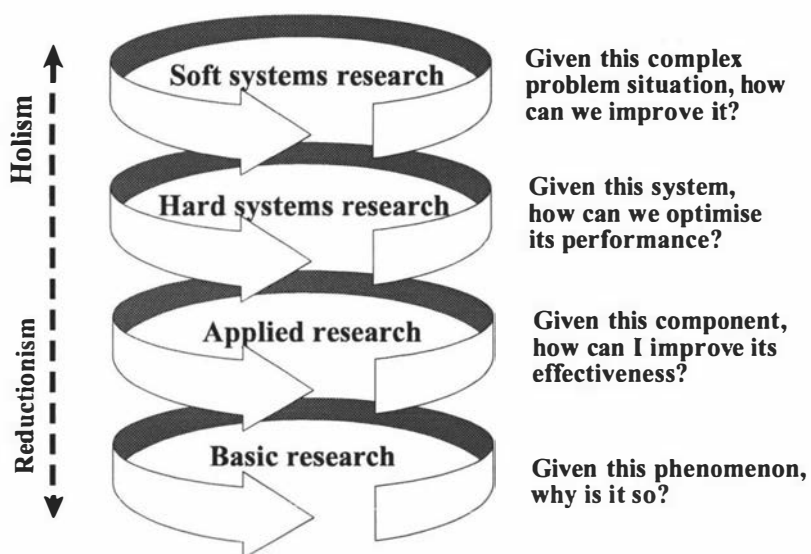 Holism
Reductionism
Soft systems research
Given this complex
problem situation, how
can we improve it?
Hard systems research
Given this system,
how can we optimise
its performance?
Applied research
Given this component,
how can I improve its
effectiveness?
Basic research
Given this phenomenon,
why is it so?